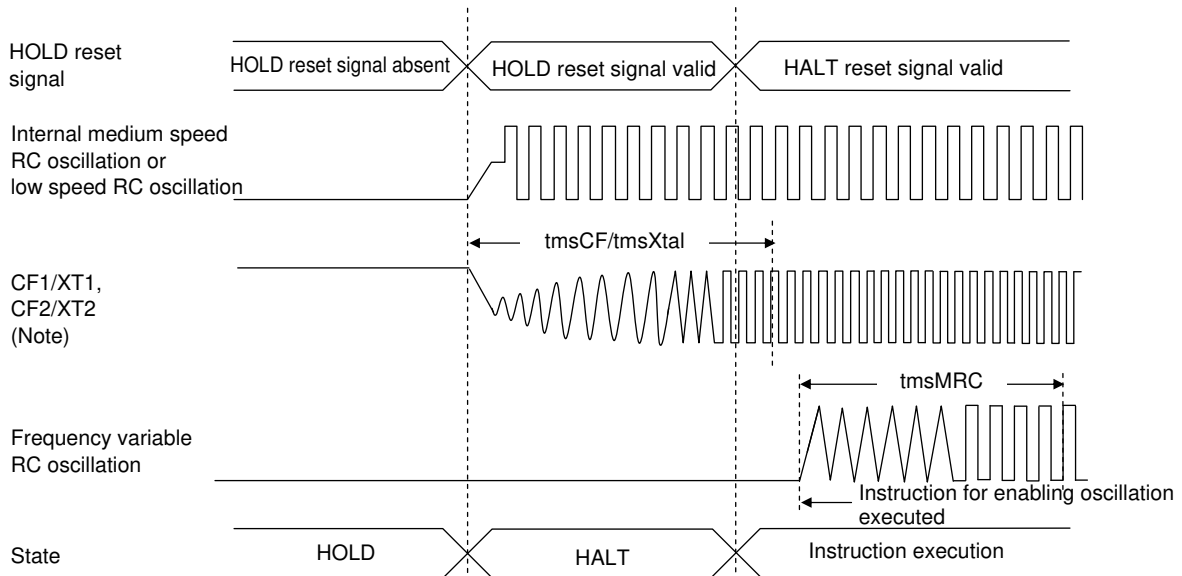 HOLD reset
signal
HOLD reset signal absent
HOLD reset signal valid
HALT reset signal valid
Internal medium speed
RC oscillation or
low speed RC oscillation
tmsCF/tmsXtal
CF1/XT1,
CF2/XT2
(Note)
tmsMRC
Frequency variable
RC oscillation
Instruction for enabling oscillation
executed
State
HOLD
HALT
Instruction execution